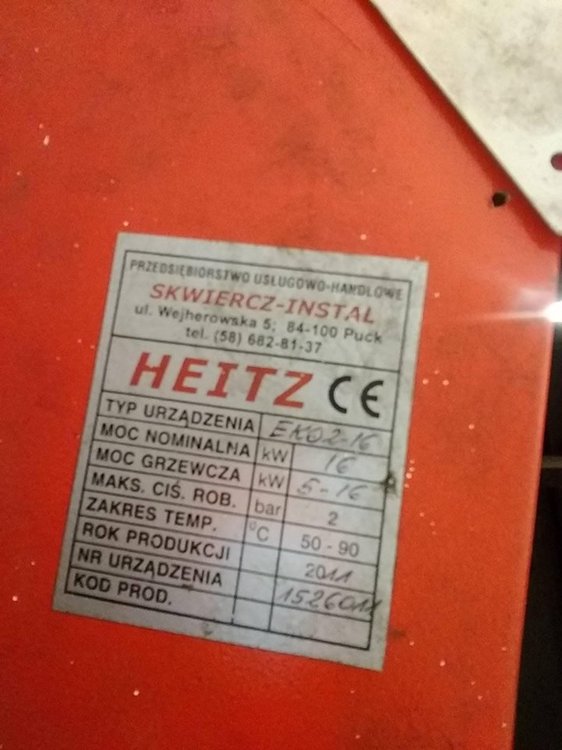 PRZEDSIĘBIORSTWO USŁUGOWO-HANDLOWE
SKWIERCZ-INSTAL
ul. Wejherowska 5; 84-100 Puck
tel. (58) 682-81-37
HEITZ CE
TYP URZĄDZENIA EKO2-16
MOC NOMINALNA kW 16
MOC GRZEWCZA kW 5-16
MAKS. CIŚ. ROB. bar 2
ZAKRES TEMP. °C 50 - 90
ROK PRODUKCJI 2011
NR URZĄDZENIA 1526011
KOD PROD.